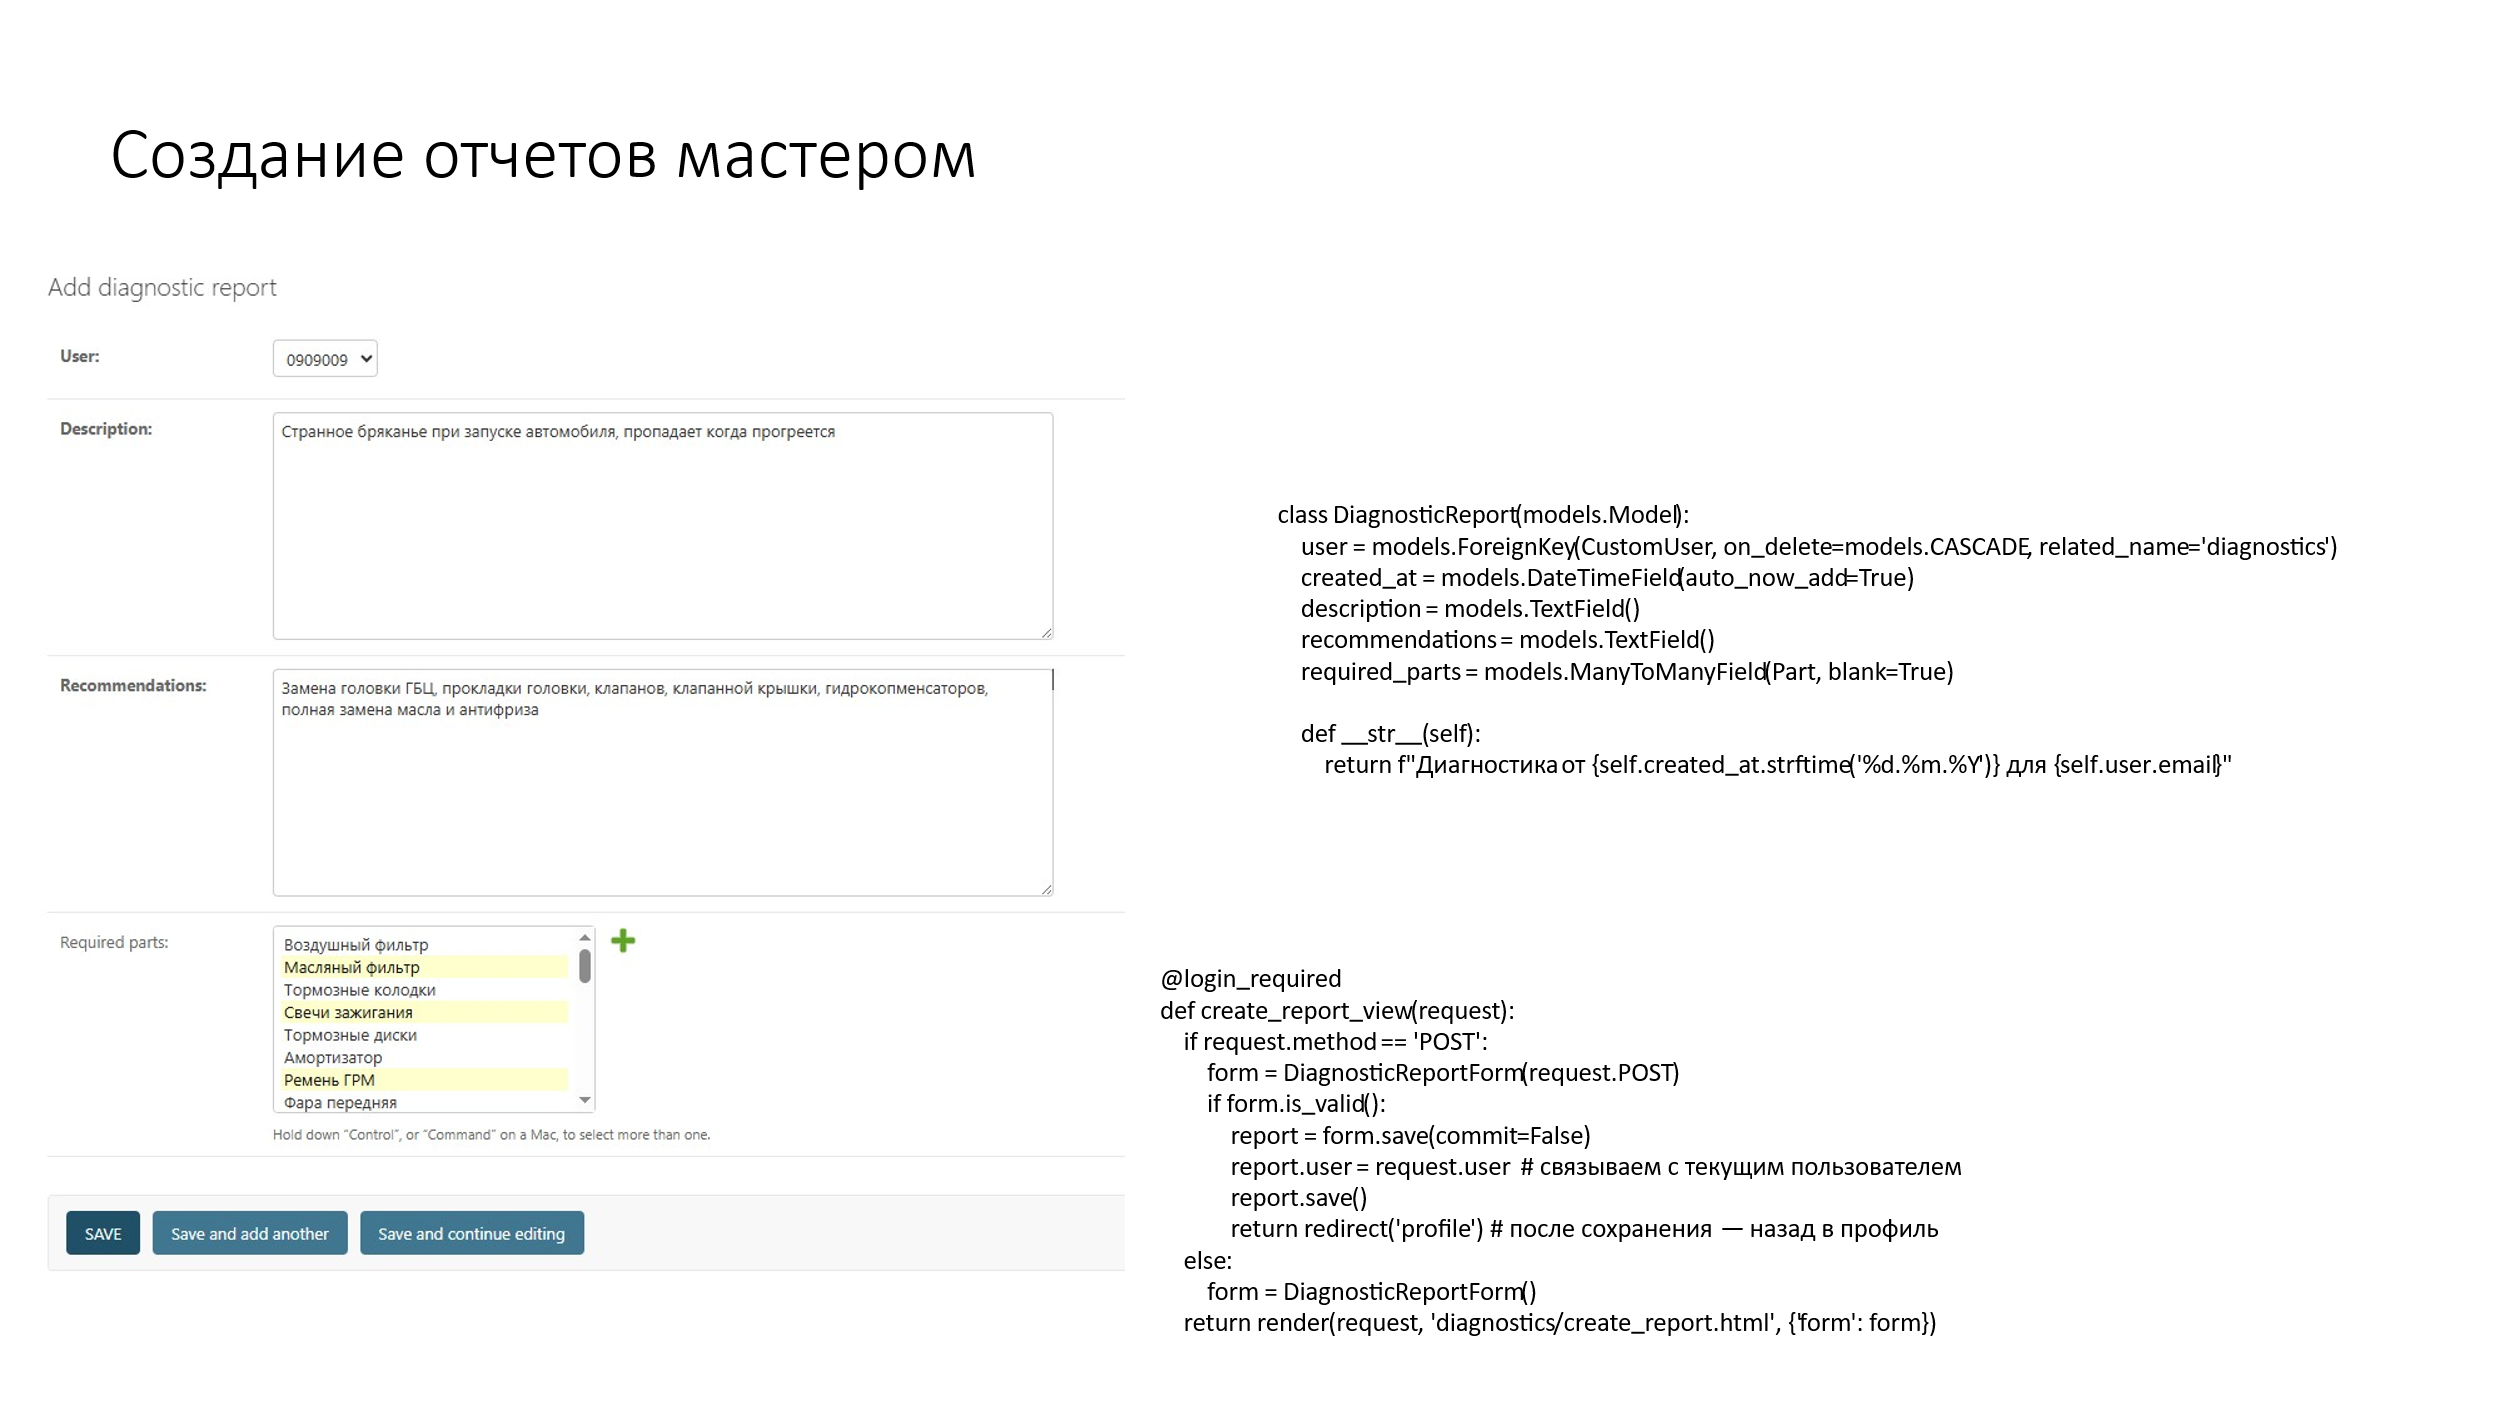 Создание отчетов мастером
Add diagnostic report
User:
0909009
Description:
Странное бряканье при запуске автомобиля, пропадает когда прогреется
Recommendations:
Замена головки ГБЦ, прокладки головки, клапанов, клапанной крышки, гидрокопменсаторов,
полная замена масла и антифриза
Required parts:
Воздушный фильтр
Масляный фильтр
Тормозные колодки
Свечи зажигания
Тормозные диски
Амортизатор
Ремень ГРМ
Фара передняя
Hold down “Control”, or “Command” on a Mac, to select more than one.
SAVE
Save and add another
Save and continue editing
class DiagnosticReport(models.Model):
    user = models.ForeignKey(CustomUser, on_delete=models.CASCADE, related_name='diagnostics')
    created_at = models.DateTimeField(auto_now_add=True)
    description = models.TextField()
    recommendations = models.TextField()
    required_parts = models.ManyToManyField(Part, blank=True)
    def __str__(self):
        return f"Диагностика от {self.created_at.strftime('%d.%m.%Y')} для {self.user.email}"
@login_required
def create_report_view(request):
    if request.method == 'POST':
        form = DiagnosticReportForm(request.POST)
        if form.is_valid():
            report = form.save(commit=False)
            report.user = request.user  # связываем с текущим пользователем
            report.save()
            return redirect('profile') # после сохранения — назад в профиль
    else:
        form = DiagnosticReportForm()
    return render(request, 'diagnostics/create_report.html', {'form': form})